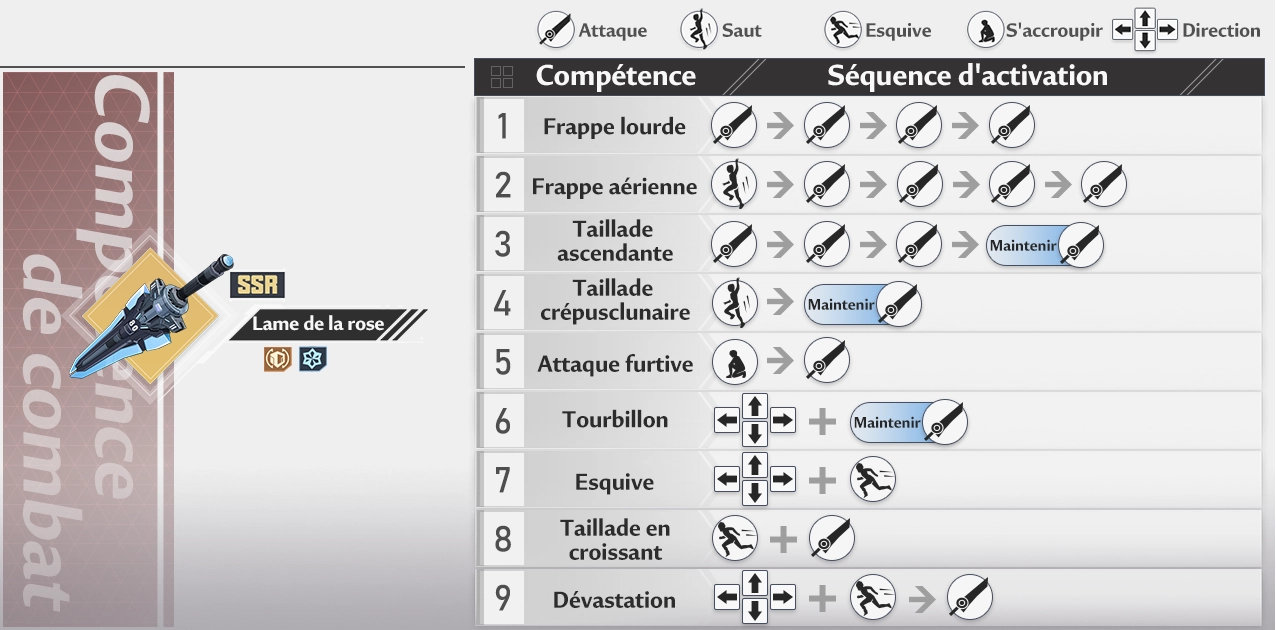 Attaque
Saut
Esquive
S'accroupir
Direction
Compétence
Séquence d'activation
Compétence
de combat
SSR
Lame de la rose
1
Frappe lourde
2
Frappe aérienne
3
Taillade
ascendante
Maintenir
4
Taillade
crépusclunaire
Maintenir
5
Attaque furtive
6
Tourbillon
Maintenir
7
Esquive
8
Taillade en
croissant
9
Dévastation